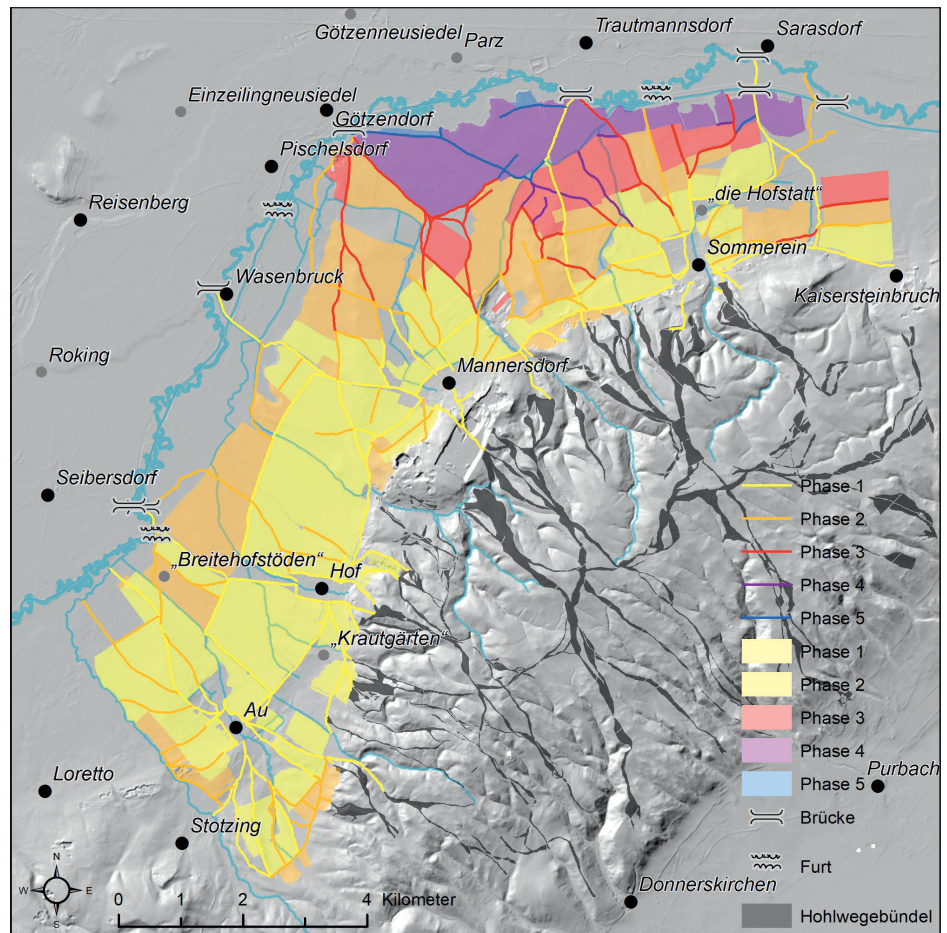 Götzenneusiedel
Parz
Trautmannsdorf
Sarasdorf
Einzeilingneusiedel
Götzendorf
Pischelsdorf
Reisenberg
„die Hofstatt“
Sommerein
Wasenbruck
Kaisersteinbruch
Roking
Mannersdorf
Seibersdorf
„Breitehofstöden“
Hof
„Krautgärten“
Au
Loretto
Stotzing
Purbach
Donnerskirchen
Phase 1
Phase 2
Phase 3
Phase 4
Phase 5
Phase 1
Phase 2
Phase 3
Phase 4
Phase 5
Brücke
Furt
Hohlwegebündel
N
W E
S
0 2 4 Kilometer